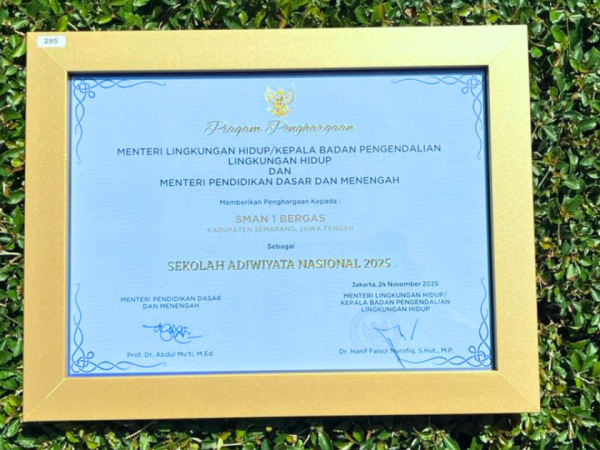 295
Piagam Penghargaan
MENTERI LINGKUNGAN HIDUP/KEPALA BADAN PENGENDALIAN
LINGKUNGAN HIDUP
DAN
MENTERI PENDIDIKAN DASAR DAN MENENGAH
Memberikan Penghargaan Kepada :
SMAN 1 BERGAS
KABUPATEN SEMARANG, JAWA TENGAH
Sebagai
SEKOLAH ADIWIYATA NASIONAL 2025
Jakarta, 24 November 2025
MENTERI PENDIDIKAN DASAR
DAN MENENGAH
Prof. Dr. Abdul Mu'ti, M.Ed.
MENTERI LINGKUNGAN HIDUP/
KEPALA BADAN PENGENDALIAN
LINGKUNGAN HIDUP
Dr. Hanif Faisol Nurofiq, S.Hut., M.P.